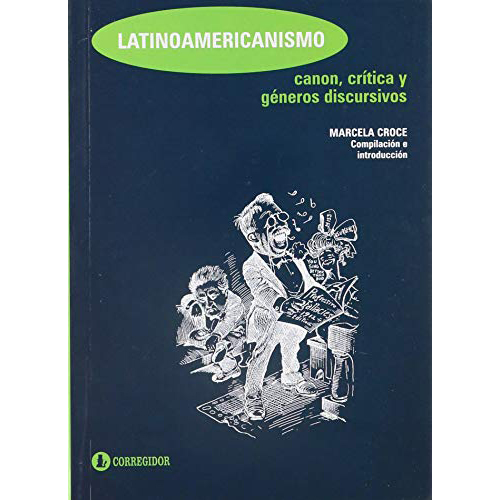 LATINOAMERICANISMO
canon, crítica y
géneros discursivos
MARCELA CROCE
Compilación e
introducción
CORREGIDOR